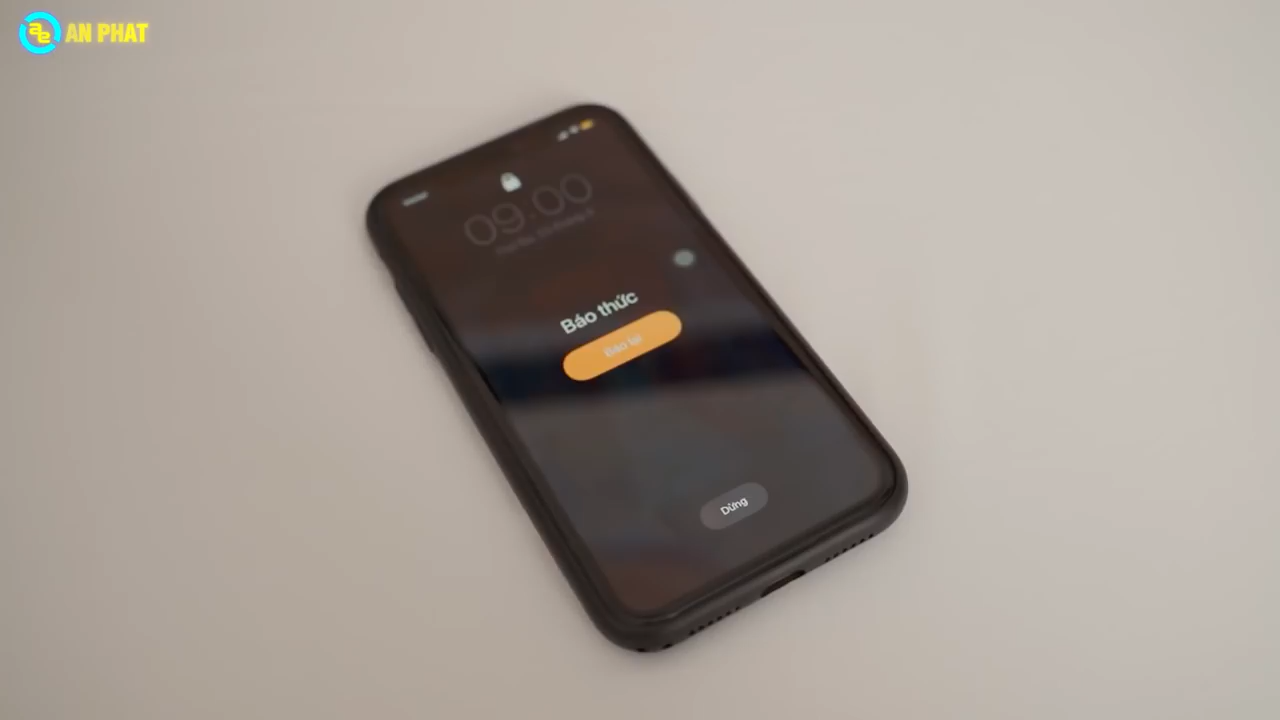 AN PHAT
09:00
Báo thức
Báo lại
Dừng